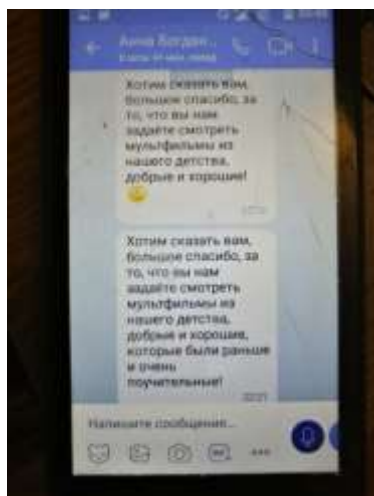 Анна Богдан...
Хотим сказать вам,
большое спасибо, за
то, что вы нам
задаёте смотреть
мультфильмы из
нашего детства,
добрые и хорошие!
Хотим сказать вам,
большое спасибо, за
то, что вы нам
задаёте смотреть
мультфильмы из
нашего детства,
добрые и хорошие,
которые были раньше
и очень
поучительные!
Напишите сообщение...